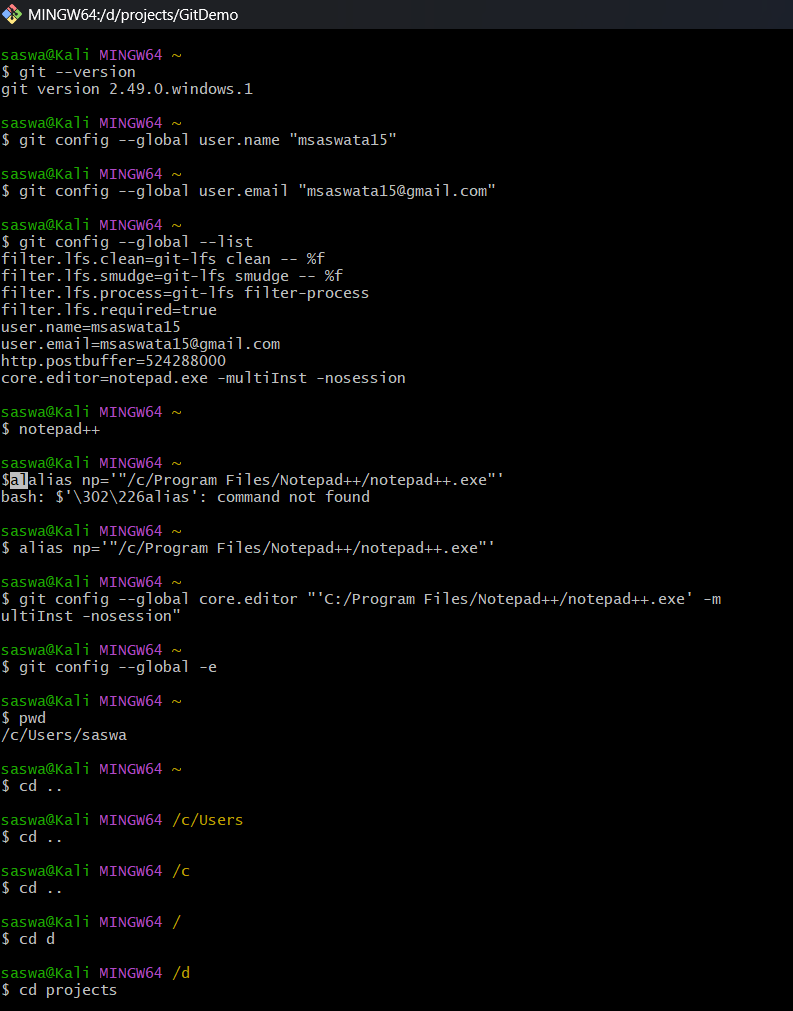 MINGW64:/d/projects/GitDemo
saswa@Kali MINGW64 ~
$ git --version
git version 2.49.0.windows.1
saswa@Kali MINGW64 ~
$ git config --global user.name "msaswata15"
saswa@Kali MINGW64 ~
$ git config --global user.email "msaswata15@gmail.com"
saswa@Kali MINGW64 ~
$ git config --global --list
filter.lfs.clean=git-lfs clean -- %f
filter.lfs.smudge=git-lfs smudge -- %f
filter.lfs.process=git-lfs filter-process
filter.lfs.required=true
user.name=msaswata15
user.email=msaswata15@gmail.com
http.postbuffer=524288000
core.editor=notepad.exe -multiInst -nosession
saswa@Kali MINGW64 ~
$ notepad++
saswa@Kali MINGW64 ~
$alalias np='"/c/Program Files/Notepad++/notepad++.exe"'
bash: $'\302\226alias': command not found
saswa@Kali MINGW64 ~
$ alias np='"/c/Program Files/Notepad++/notepad++.exe"'
saswa@Kali MINGW64 ~
$ git config --global core.editor "'C:/Program Files/Notepad++/notepad++.exe' -m
ultiInst -nosession"
saswa@Kali MINGW64 ~
$ git config --global -e
saswa@Kali MINGW64 ~
$ pwd
/c/Users/saswa
saswa@Kali MINGW64 ~
$ cd ..
saswa@Kali MINGW64 /c/Users
$ cd ..
saswa@Kali MINGW64 /c
$ cd ..
saswa@Kali MINGW64 /
$ cd d
saswa@Kali MINGW64 /d
$ cd projects